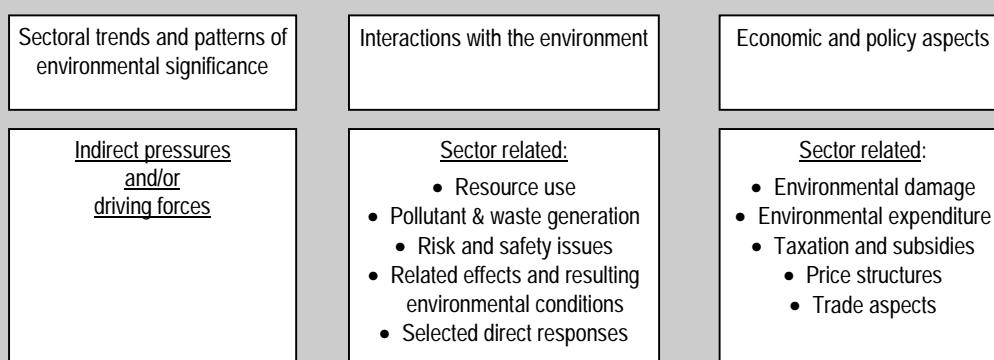 Sectoral trends and patterns of
environmental significance
Interactions with the environment
Economic and policy aspects
Indirect pressures
and/or
driving forces
Sector related:
• Resource use
• Pollutant & waste generation
• Risk and safety issues
• Related effects and resulting
environmental conditions
• Selected direct responses
Sector related:
• Environmental damage
• Environmental expenditure
• Taxation and subsidies
• Price structures
• Trade aspects